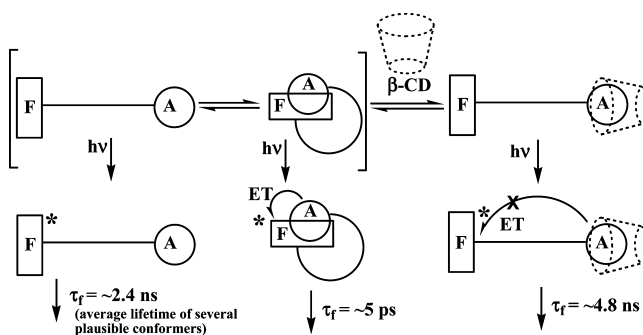 β-CD
F
A
A
F
F
A
hν
hν
hν
ET
*
F
A
*
A
F
*
F
ET
X
A
τf = ~2.4 ns
(average lifetime of several
plausible conformers)
τf = ~5 ps
τf = ~4.8 ns